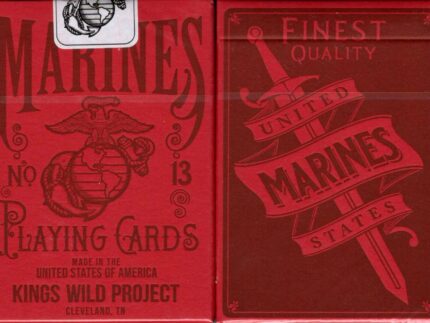 MARINES
NO 13
PLAYING CARDS
MADE IN THE
UNITED STATES OF AMERICA
KINGS WILD PROJECT
CLEVELAND, TN
FINEST
QUALITY
UNITED
MARINES
STATES